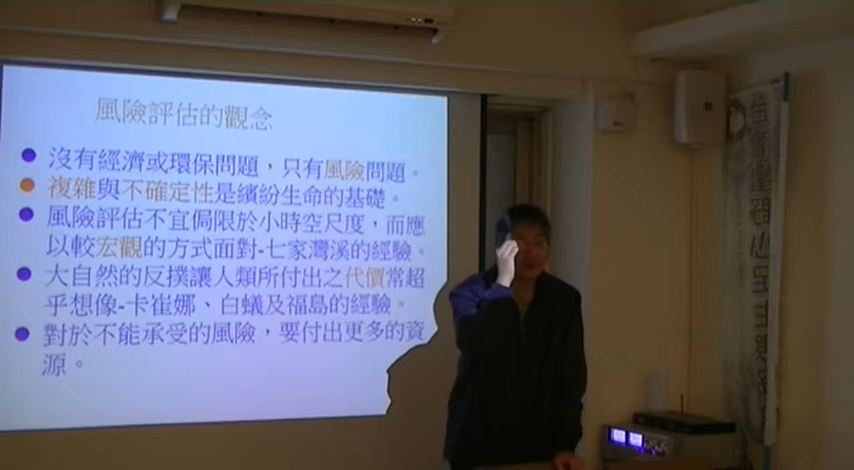 風險評估的觀念
沒有經濟或環保問題，只有風險問題。
複雜與不確定性是繽紛生命的基礎。
風險評估不宜侷限於小時空尺度，而應
以較宏觀的方式面對-七家灣溪的經驗。
大自然的反撲讓人類所付出之代價常超
乎想像-卡崔娜、白蟻及福島的經驗。
對於不能承受的風險，要付出更多的資
源。